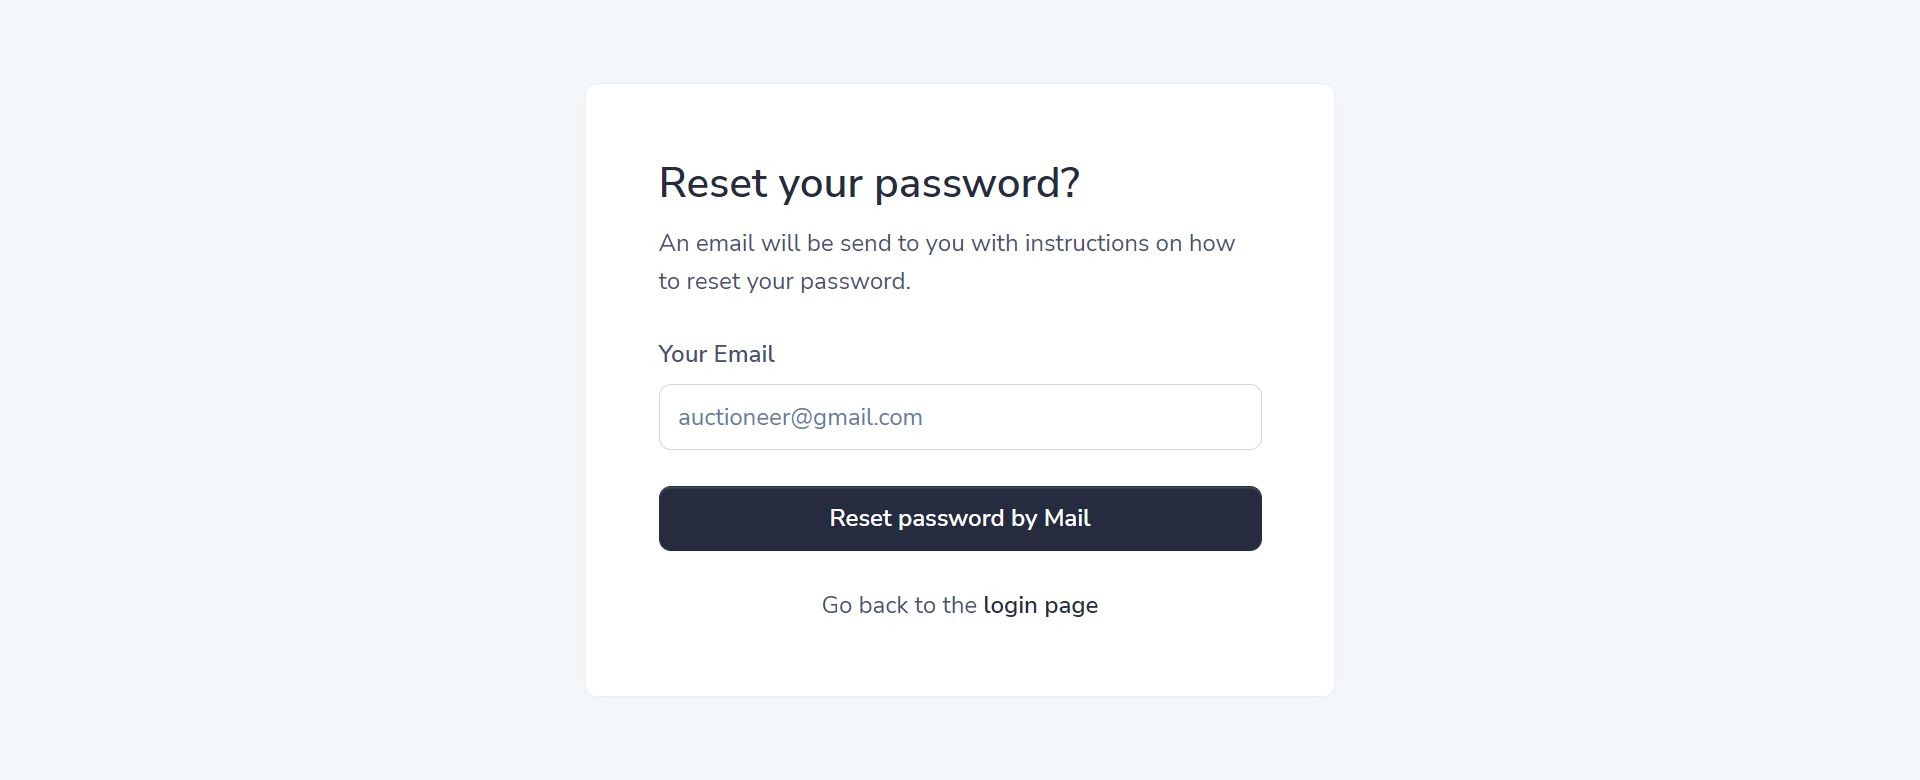 Reset your password?
An email will be send to you with instructions on how
to reset your password.
Your Email
auctioneer@gmail.com
Reset password by Mail
Go back to the login page